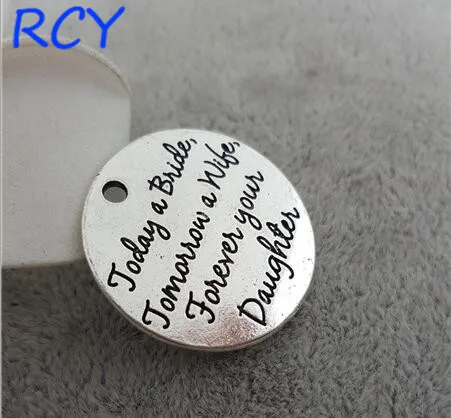 RCY
Today a Bride,
Tomorrow a Wife,
Forever your
Daughter